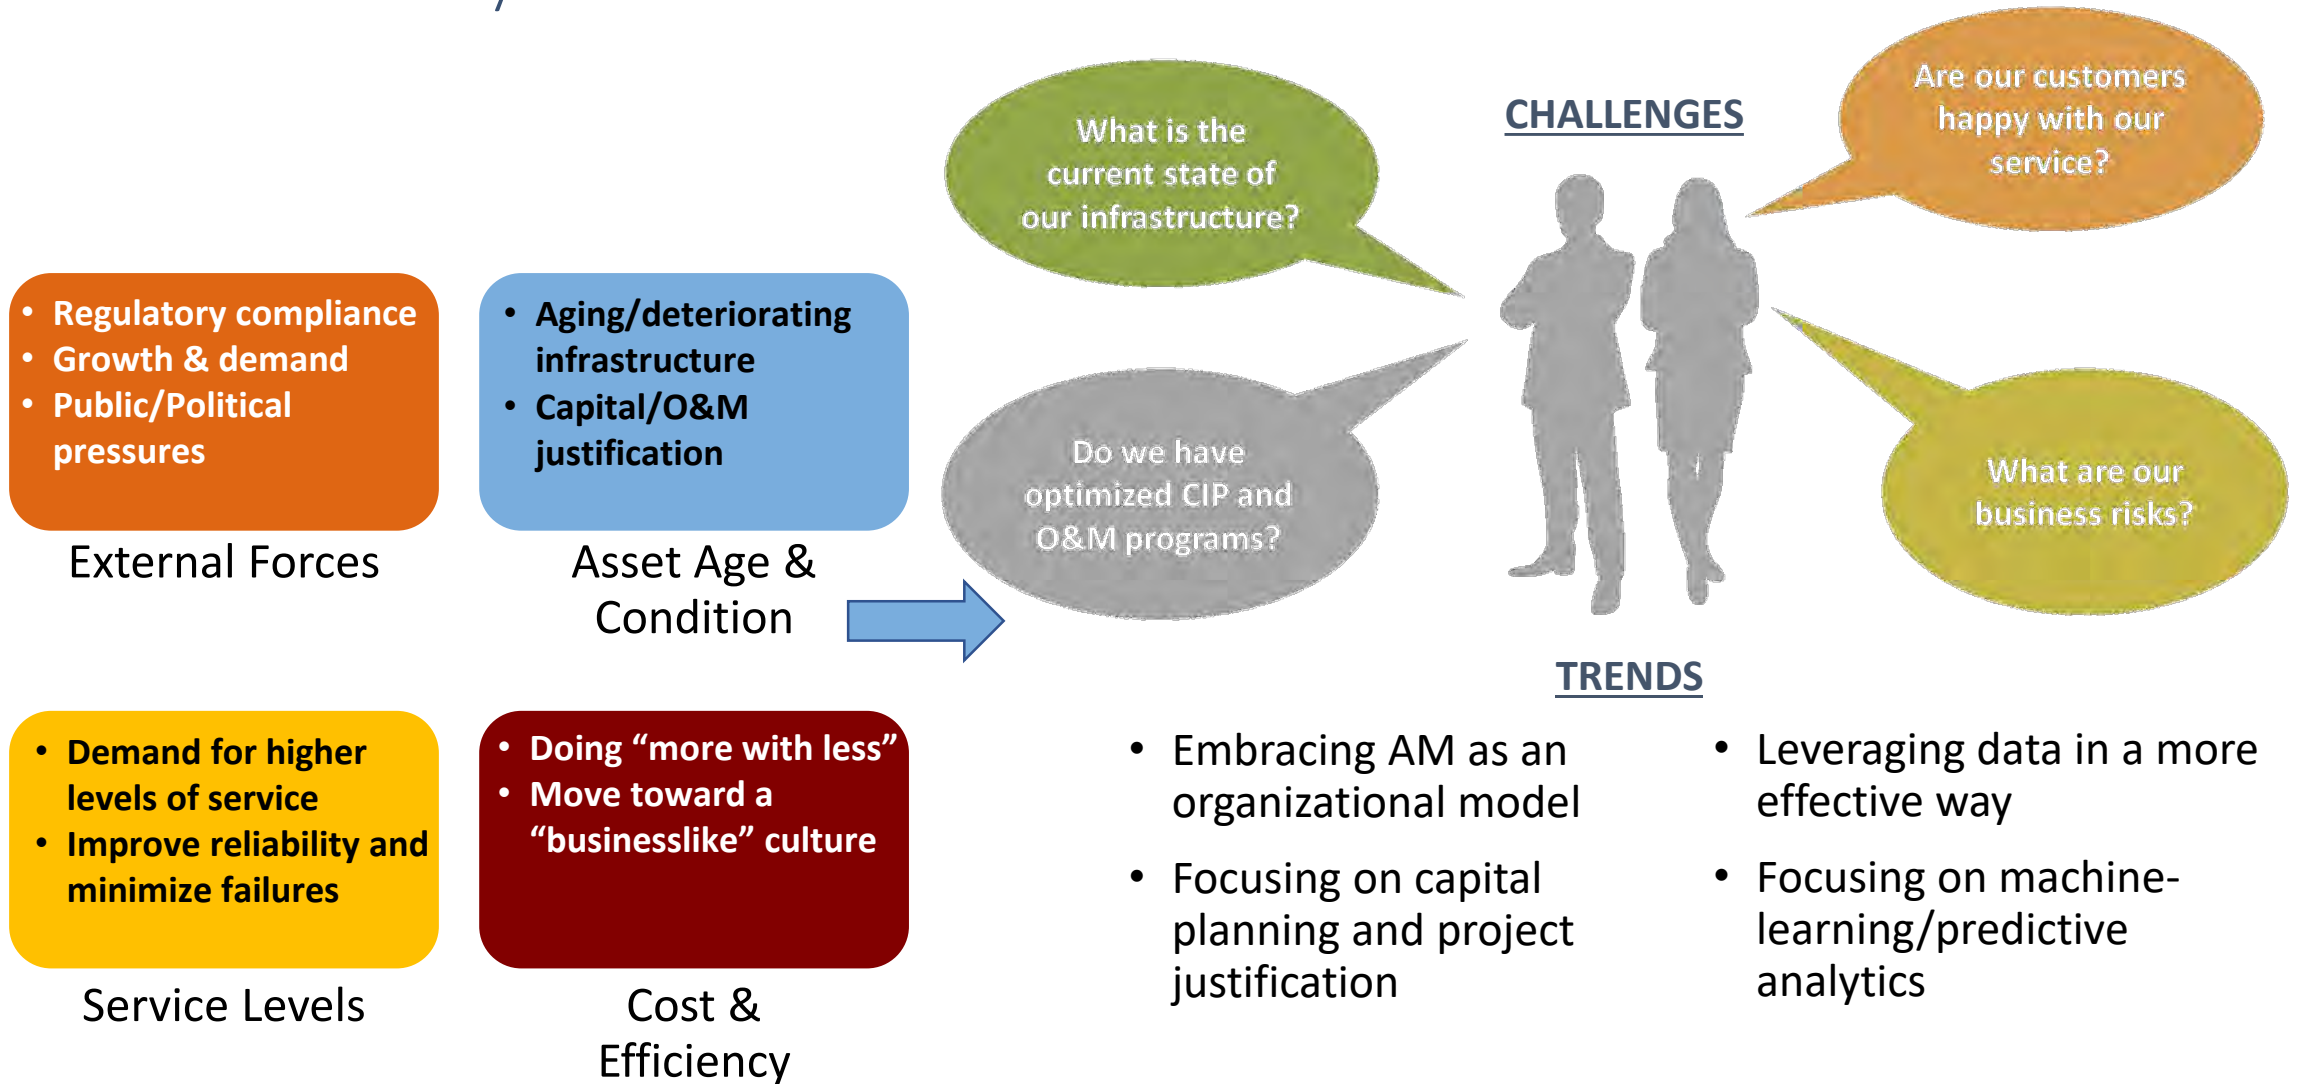 • Regulatory compliance
• Growth & demand
• Public/Political
pressures
External Forces
• Aging/deteriorating
infrastructure
• Capital/O&M
justification
Asset Age &
Condition
• Demand for higher
levels of service
• Improve reliability and
minimize failures
Service Levels
• Doing “more with less”
• Move toward a
“businesslike” culture
Cost &
Efficiency
CHALLENGES
What is the
current state of
our infrastructure?
Are our customers
happy with our
service?
Do we have
optimized CIP and
O&M programs?
What are our
business risks?
TRENDS
• Embracing AM as an
organizational model
• Focusing on capital
planning and project
justification
• Leveraging data in a more
effective way
• Focusing on machine-
learning/predictive
analytics